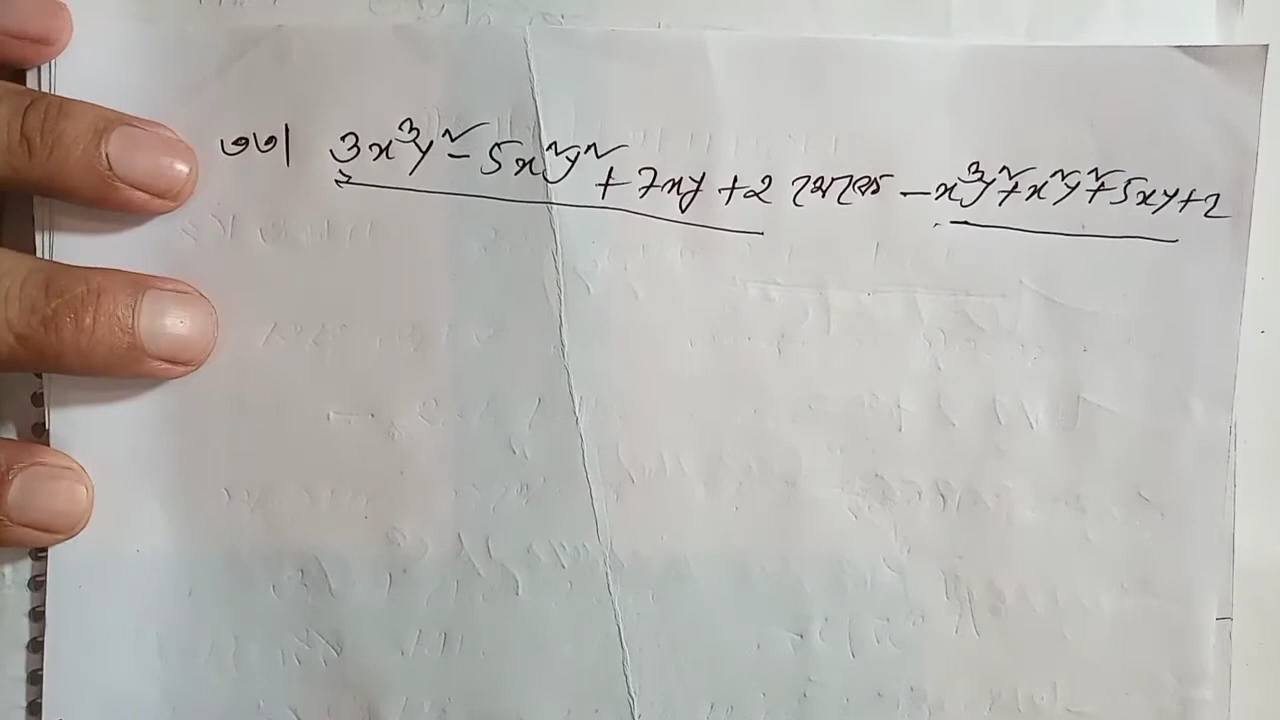 ৩৩। 3x³y² - 5x²y² + 7xy + 2 থেকে -x³y² + x²y² + 5xy + 2